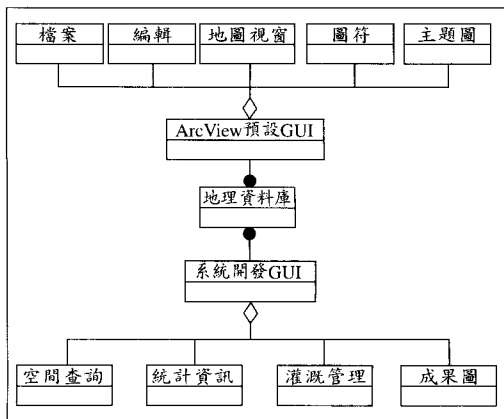 檔案
編輯
地圖視窗
圖符
主題圖
ArcView預設GUI
地理資料庫
系統開發GUI
空間查詢
統計資訊
灌溉管理
成果圖